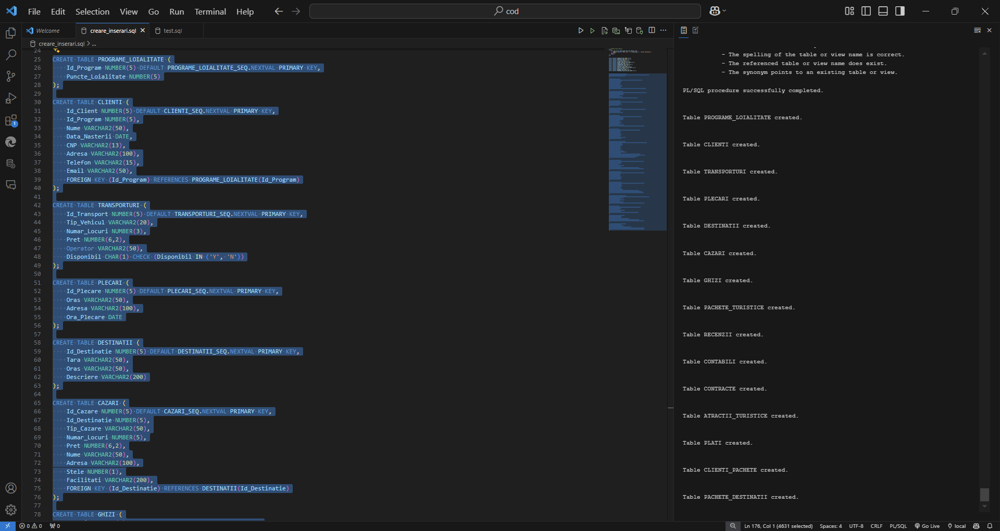 File Edit Selection View Go Run Terminal Help
cod
Welcome
creare_inserari.sql
test.sql
creare_inserari.sql > ...
24
25 CREATE TABLE PROGRAME_LOIALITATE (
26 Id_Program NUMBER(5) DEFAULT PROGRAME_LOIALITATE_SEQ.NEXTVAL PRIMARY KEY,
27 Puncte_Loialitate NUMBER(5)
28 );
29
30 CREATE TABLE CLIENTI (
31 Id_Client NUMBER(5) DEFAULT CLIENTI_SEQ.NEXTVAL PRIMARY KEY,
32 Id_Program NUMBER(5),
33 Nume VARCHAR2(50),
34 Data_Nasterii DATE,
35 CNP VARCHAR2(13),
36 Adresa VARCHAR2(100),
37 Telefon VARCHAR2(15),
38 Email VARCHAR2(50),
39 FOREIGN KEY (Id_Program) REFERENCES PROGRAME_LOIALITATE(Id_Program)
40 );
41
42 CREATE TABLE TRANSPORTURI (
43 Id_Transport NUMBER(5) DEFAULT TRANSPORTURI_SEQ.NEXTVAL PRIMARY KEY,
44 Tip_Vehicul VARCHAR2(20),
45 Numar_Locuri NUMBER(3),
46 Pret NUMBER(6,2),
47 Operator VARCHAR2(50),
48 Disponibil CHAR(1) CHECK (Disponibil IN ('Y', 'N'))
49 );
50
51 CREATE TABLE PLECARI (
52 Id_Plecare NUMBER(5) DEFAULT PLECARI_SEQ.NEXTVAL PRIMARY KEY,
53 Oras VARCHAR2(50),
54 Adresa VARCHAR2(100),
55 Ora_Plecare DATE
56 );
57
58 CREATE TABLE DESTINATII (
59 Id_Destinatie NUMBER(5) DEFAULT DESTINATII_SEQ.NEXTVAL PRIMARY KEY,
60 Tara VARCHAR2(50),
61 Oras VARCHAR2(50),
62 Descriere VARCHAR2(200)
63 );
64
65 CREATE TABLE CAZARI (
66 Id_Cazare NUMBER(5) DEFAULT CAZARI_SEQ.NEXTVAL PRIMARY KEY,
67 Id_Destinatie NUMBER(5),
68 Tip_Cazare VARCHAR2(50),
69 Numar_Locuri NUMBER(5),
70 Pret NUMBER(6,2),
71 Nume VARCHAR2(50),
72 Adresa VARCHAR2(100),
73 Stele NUMBER(1),
74 Facilitati VARCHAR2(200),
75 FOREIGN KEY (Id_Destinatie) REFERENCES DESTINATII(Id_Destinatie)
76 );
77
78 CREATE TABLE GHIZI (
- The spelling of the table or view name is correct.
- The referenced table or view name does exist.
- The synonym points to an existing table or view.
PL/SQL procedure successfully completed.
Table PROGRAME_LOIALITATE created.
Table CLIENTI created.
Table TRANSPORTURI created.
Table PLECARI created.
Table DESTINATII created.
Table CAZARI created.
Table GHIZI created.
Table PACHETE_TURISTICE created.
Table RECENZII created.
Table CONTABILI created.
Table CONTRACTE created.
Table ATRACTII_TURISTICE created.
Table PLATI created.
Table CLIENTI_PACHETE created.
Table PACHETE_DESTINATII created.
1
0 0 0 Ln 176, Col 1 (4631 selected) Spaces: 4 UTF-8 CRLF PL/SQL Go Live local